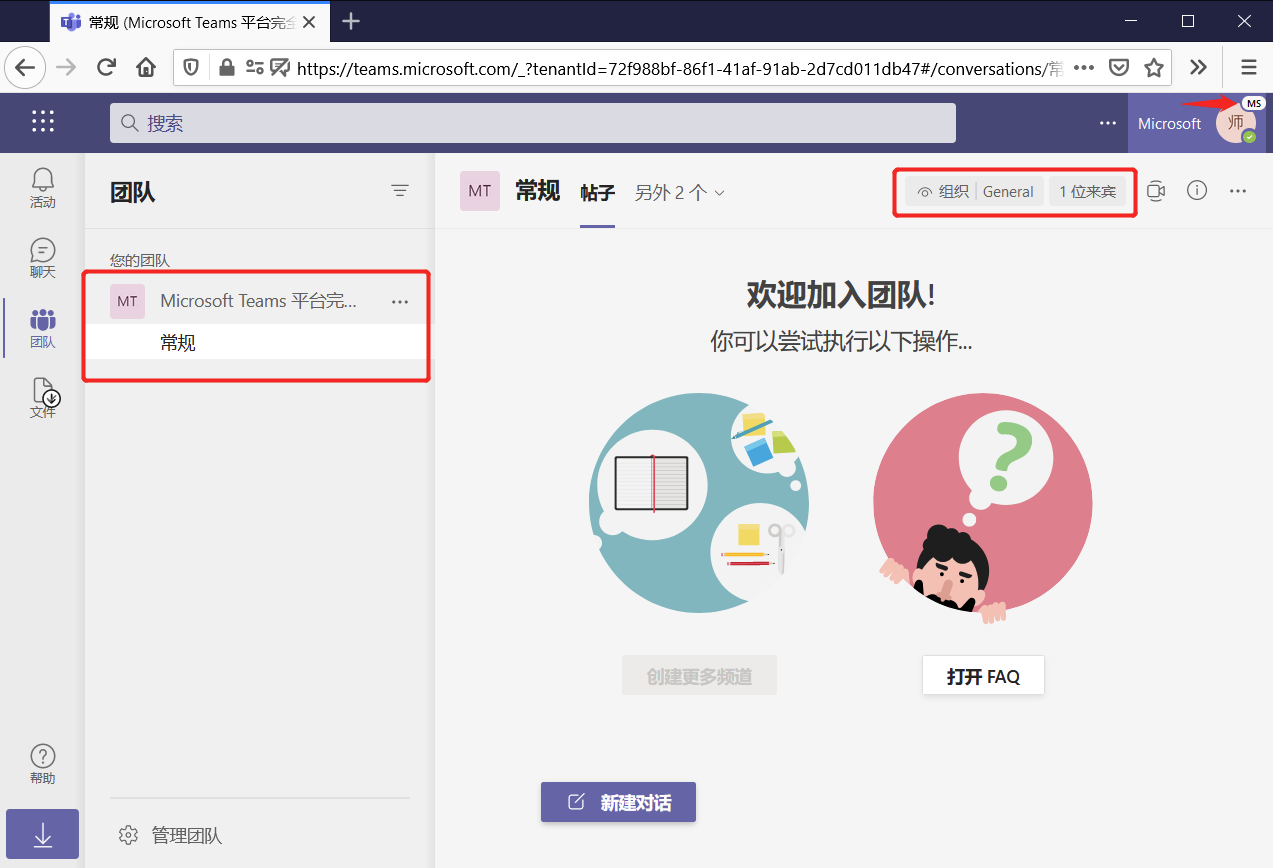 常规 (Microsoft Teams 平台完全
https://teams.microsoft.com/_?tenantId=72f988bf-86f1-41af-91ab-2d7cd011db47#/conversations/常
搜索
Microsoft
师
MS
活动
聊天
团队
文件
帮助
团队
您的团队
MT
Microsoft Teams 平台完...
常规
管理团队
MT
常规
帖子
另外 2 个
组织
General
1 位来宾
欢迎加入团队!
你可以尝试执行以下操作...
创建更多频道
打开 FAQ
新建对话